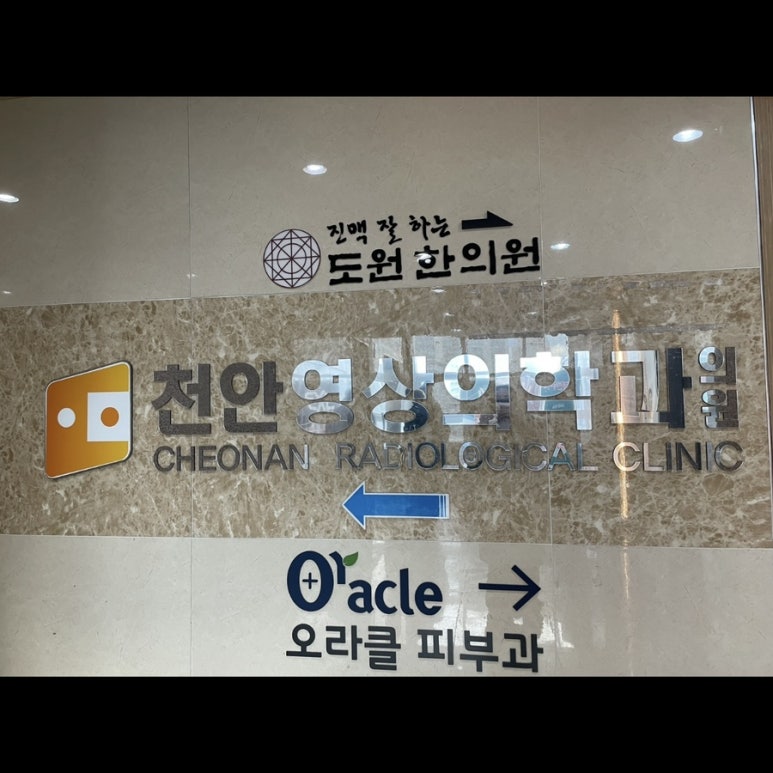 진맥 잘 하는
도원한의원
천안영상의학과의원
CHEONAN RADIOLOGICAL CLINIC
Oracle
오라클 피부과